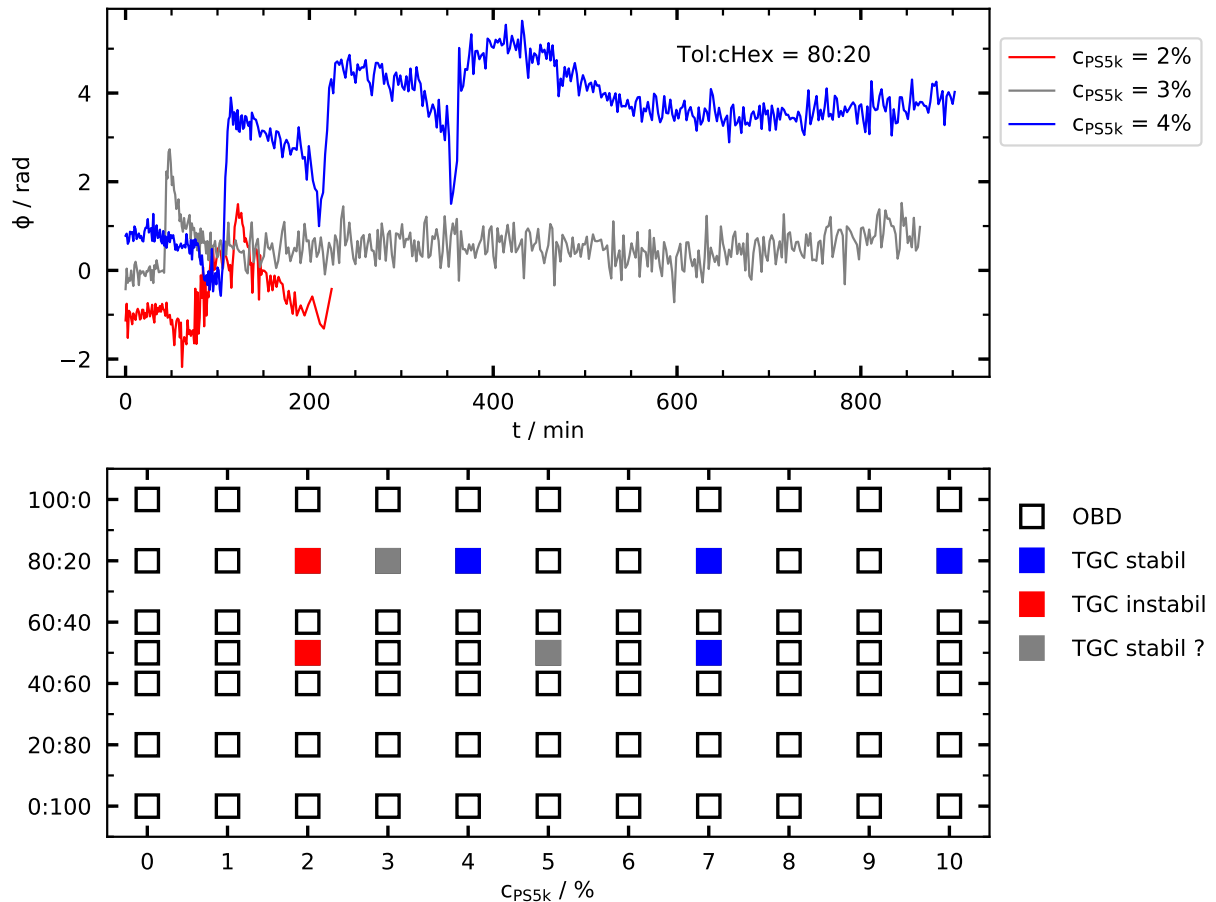 Tol:cHex = 80:20
4
2
0
−2
ϕ / rad
0 200 400 600 800
t / min
c_PS5k = 2%
c_PS5k = 3%
c_PS5k = 4%
100:0
80:20
60:40
40:60
20:80
0:100
0 1 2 3 4 5 6 7 8 9 10
c_PS5k / %
OBD
TGC stabil
TGC instabil
TGC stabil ?